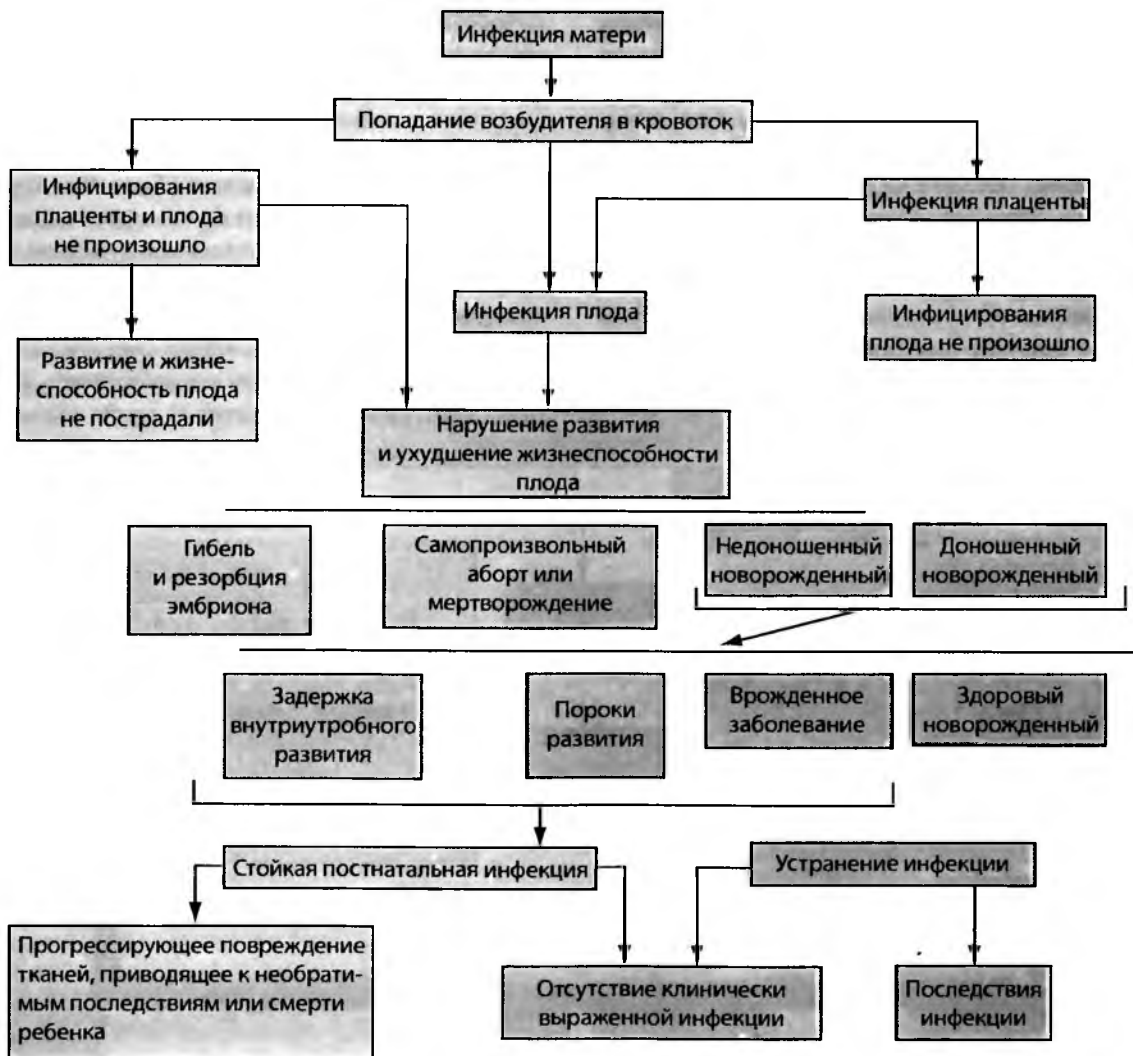 Инфекция матери
Попадание возбудителя в кровоток
Инфицирования
плаценты и плода
не произошло
Инфекция плаценты
Инфекция плода
Инфицирования
плода не произошло
Развитие и жизне-
способность плода
не пострадали
Нарушение развития
и ухудшение жизнеспособности
плода
Гибель
и резорбция
эмбриона
Самопроизвольный
аборт или
мертворождение
Недоношенный
новорожденный
Доношенный
новорожденный
Задержка
внутриутробного
развития
Пороки
развития
Врожденное
заболевание
Здоровый
новорожденный
Стойкая постнатальная инфекция
Устранение инфекции
Прогрессирующее повреждение
тканей, приводящее к необрати-
мым последствиям или смерти
ребенка
Отсутствие клинически
выраженной инфекции
Последствия
инфекции